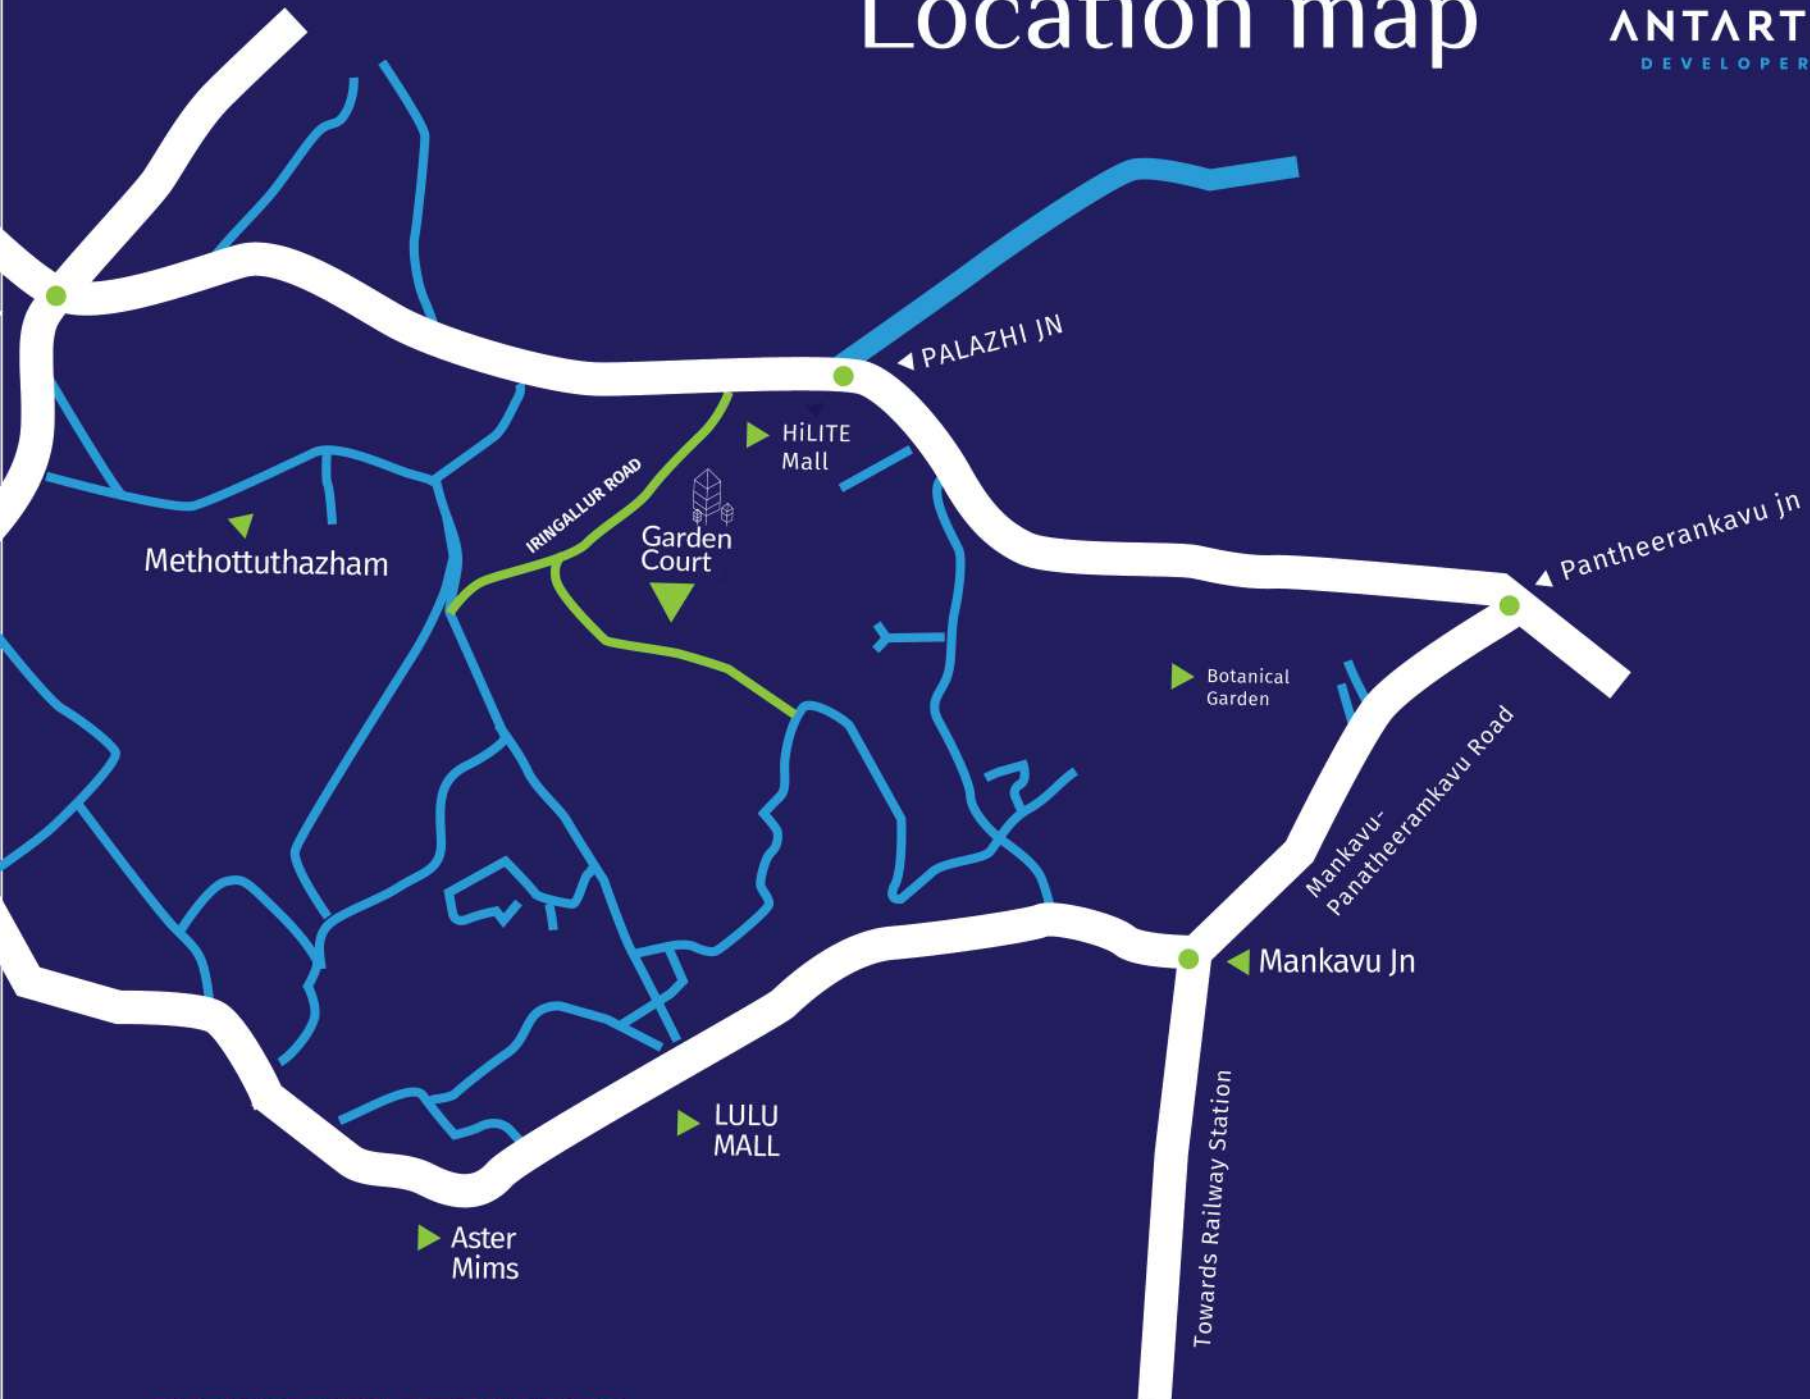 Location map
ANTART
DEVELOPER
PALAZHI JN
HiLITE
Mall
IRINGALLUR ROAD
Garden
Court
Methottuthazham
Pantheerankavu jn
Botanical
Garden
Mankavu-
Panatheeramkavu Road
Mankavu Jn
LULU
MALL
Towards Railway Station
Aster
Mims